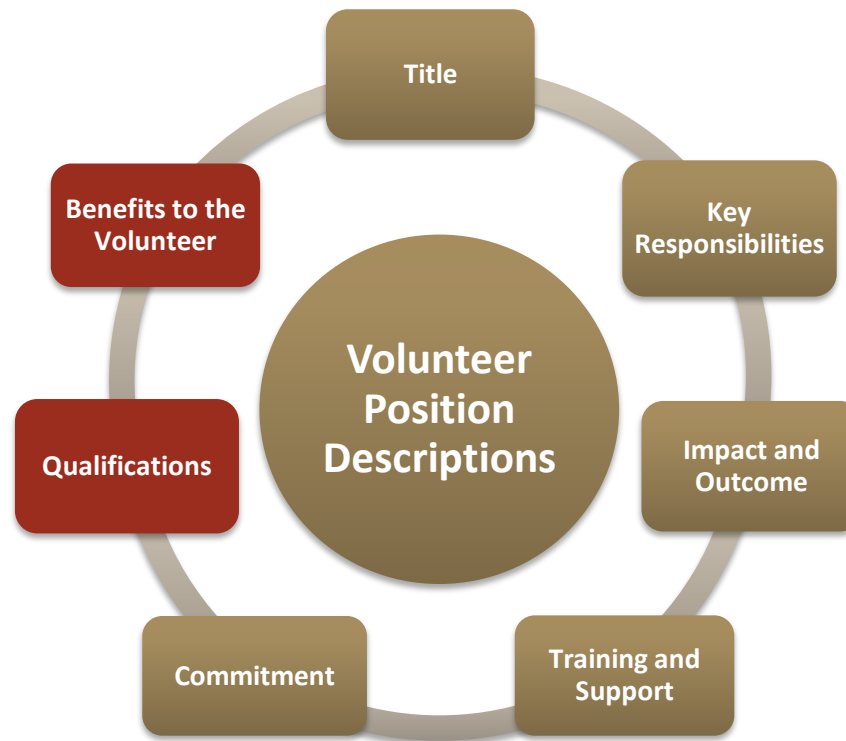 Title
Key
Responsibilities
Impact and
Outcome
Training and
Support
Commitment
Qualifications
Benefits to the
Volunteer
Volunteer
Position
Descriptions